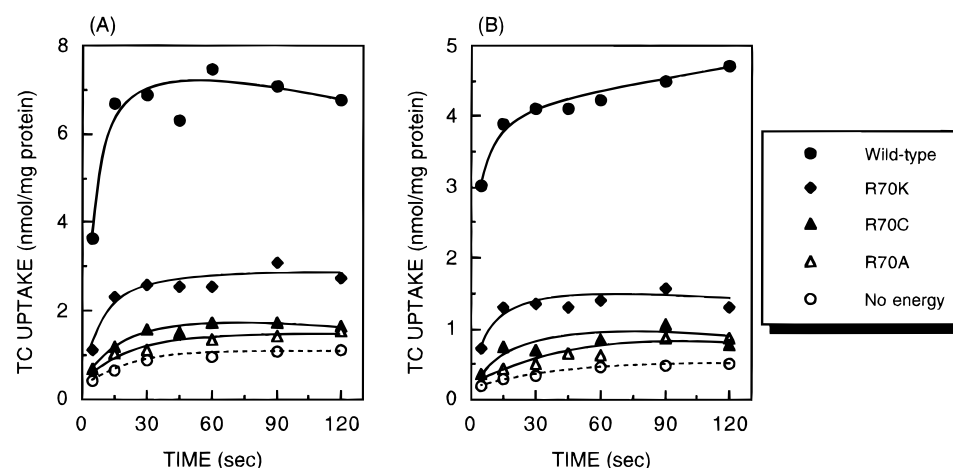 (A)
TC UPTAKE (nmol/mg protein)
8
6
4
2
0
0 30 60 90 120
TIME (sec)
(B)
TC UPTAKE (nmol/mg protein)
5
4
3
2
1
0
0 30 60 90 120
TIME (sec)
Wild-type
R70K
R70C
R70A
No energy